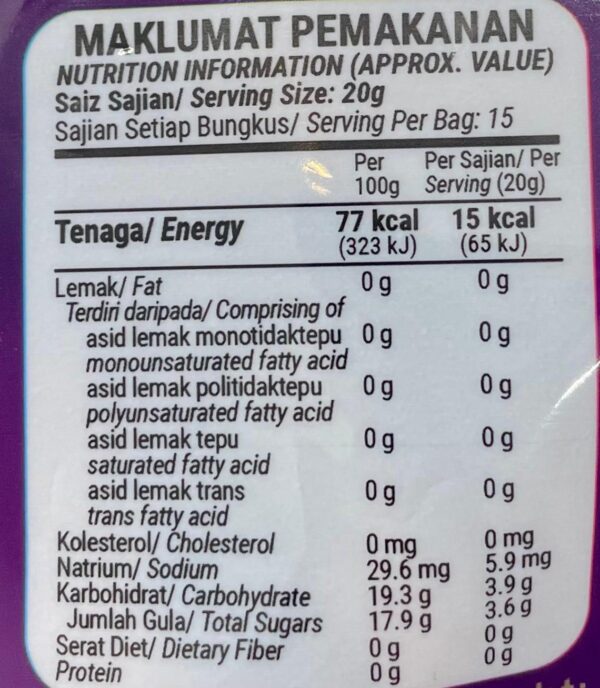 MAKLUMAT PEMAKANAN
NUTRITION INFORMATION (APPROX. VALUE)
Saiz Sajian/ Serving Size: 20g
Sajian Setiap Bungkus/ Serving Per Bag: 15
Per 100g Per Sajian/ Per Serving (20g)
Tenaga/ Energy 77 kcal 15 kcal
(323 kJ) (65 kJ)
Lemak/ Fat 0 g 0 g
Terdiri daripada/ Comprising of
asid lemak monotidaktepu 0 g 0 g
monounsaturated fatty acid
asid lemak politidaktepu 0 g 0 g
polyunsaturated fatty acid
asid lemak tepu 0 g 0 g
saturated fatty acid
asid lemak trans 0 g 0 g
trans fatty acid
Kolesterol/ Cholesterol 0 mg 0 mg
Natrium/ Sodium 29.6 mg 5.9 mg
Karbohidrat/ Carbohydrate 19.3 g 3.9 g
Jumlah Gula/ Total Sugars 17.9 g 3.6 g
Serat Diet/ Dietary Fiber 0 g 0 g
Protein 0 g 0 g